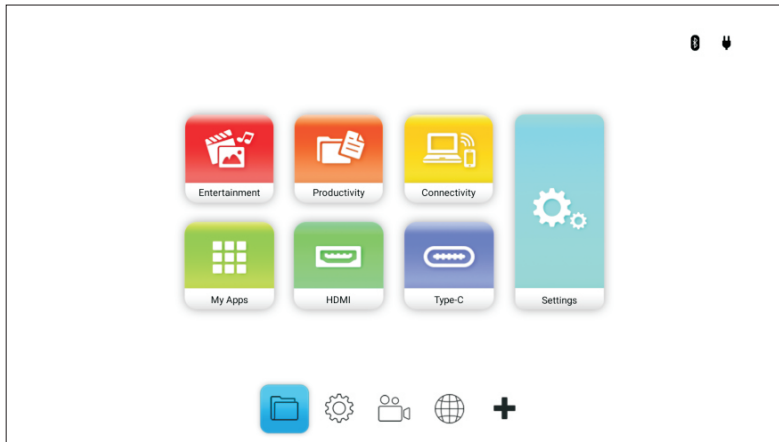 Entertainment
Productivity
Connectivity
My Apps
HDMI
Type-C
Settings